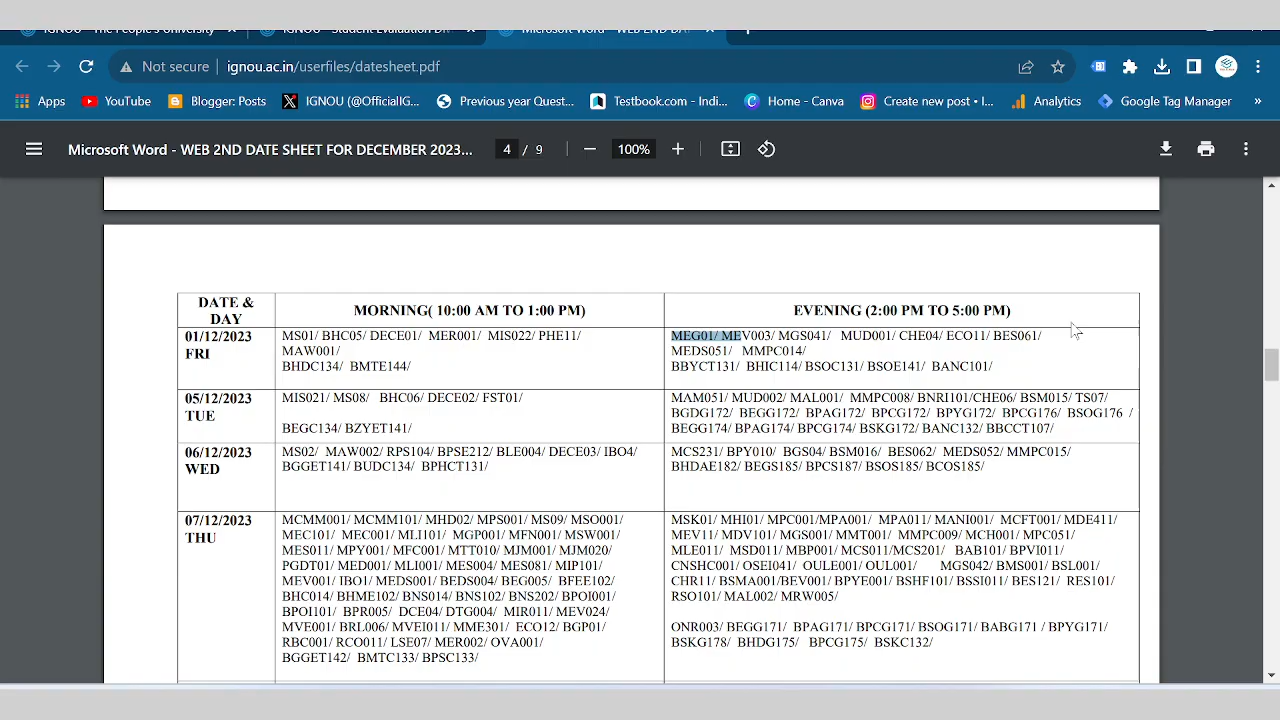 IGNOU - The People's University
IGNOU - Student Evaluation Di
Microsoft Word - WEB 2ND DA
Not secure
ignou.ac.in/userfiles/datesheet.pdf
Apps
YouTube
Blogger: Posts
IGNOU (@OfficialIG...
Previous year Quest...
Testbook.com - Indi...
Home - Canva
Create new post • I...
Analytics
Google Tag Manager
»
Microsoft Word - WEB 2ND DATE SHEET FOR DECEMBER 2023...
4 / 9
100%
DATE & DAY
MORNING( 10:00 AM TO 1:00 PM)
EVENING (2:00 PM TO 5:00 PM)
01/12/2023
FRI
MS01/ BHC05/ DECE01/ MER001/ MIS022/ PHE11/
MAW001/
BHDC134/ BMTE144/
MEG01/ MEV003/ MGS041/ MUD001/ CHE04/ ECO11/ BES061/
MEDS051/ MMPC014/
BBYCT131/ BHIC114/ BSOC131/ BSOE141/ BANC101/
05/12/2023
TUE
MIS021/ MS08/ BHC06/ DECE02/ FST01/
BEGC134/ BZYET141/
MAM051/ MUD002/ MAL001/ MMPC008/ BNRI101/CHE06/ BSM015/ TS07/
BGDG172/ BEGG172/ BPAG172/ BPCG172/ BPYG172/ BPCG176/ BSOG176 /
BEGG174/ BPAG174/ BPCG174/ BSKG172/ BANC132/ BBCCT107/
06/12/2023
WED
MS02/ MAW002/ RPS104/ BPSE212/ BLE004/ DECE03/ IBO4/
BGGET141/ BUDC134/ BPHCT131/
MCS231/ BPY010/ BGS04/ BSM016/ BES062/ MEDS052/ MMPC015/
BHDAE182/ BEGS185/ BPCS187/ BSOS185/ BCOS185/
07/12/2023
THU
MCMM001/ MCMM101/ MHD02/ MPS001/ MS09/ MSO001/
MEC101/ MEC001/ MLI101/ MGP001/ MFN001/ MSW001/
MES011/ MPY001/ MFC001/ MTT010/ MJM001/ MJM020/
PGDT01/ MED001/ MLI001/ MES004/ MES081/ MIP101/
MEV001/ IBO1/ MEDS001/ BEDS004/ BEG005/ BFEE102/
BHC014/ BHME102/ BNS014/ BNS102/ BNS202/ BPOI001/
BPOI101/ BPR005/ DCE04/ DTG004/ MIR011/ MEV024/
MVE001/ BRL006/ MVEI011/ MME301/ ECO12/ BGP01/
RBC001/ RCO011/ LSE07/ MER002/ OVA001/
BGGET142/ BMTC133/ BPSC133/
MSK01/ MHI01/ MPC001/MPA001/ MPA011/ MANI001/ MCFT001/ MDE411/
MEV11/ MDV101/ MGS001/ MMT001/ MMPC009/ MCH001/ MPC051/
MLE011/ MSD011/ MBP001/ MCS011/MCS201/ BAB101/ BPVI011/
CNSHC001/ OSEI041/ OULE001/ OUL001/ MGS042/ BMS001/ BSL001/
CHR11/ BSMA001/BEV001/ BPYE001/ BSHF101/ BSSI011/ BES121/ RES101/
RSO101/ MAL002/ MRW005/
ONR003/ BEGG171/ BPAG171/ BPCG171/ BSOG171/ BABG171 / BPYG171/
BSKG178/ BHDG175/ BPCG175/ BSKC132/